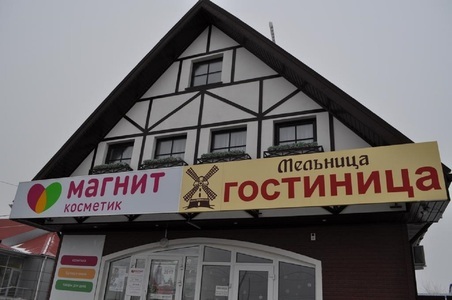 магнит
косметик
Мельница
гостиница